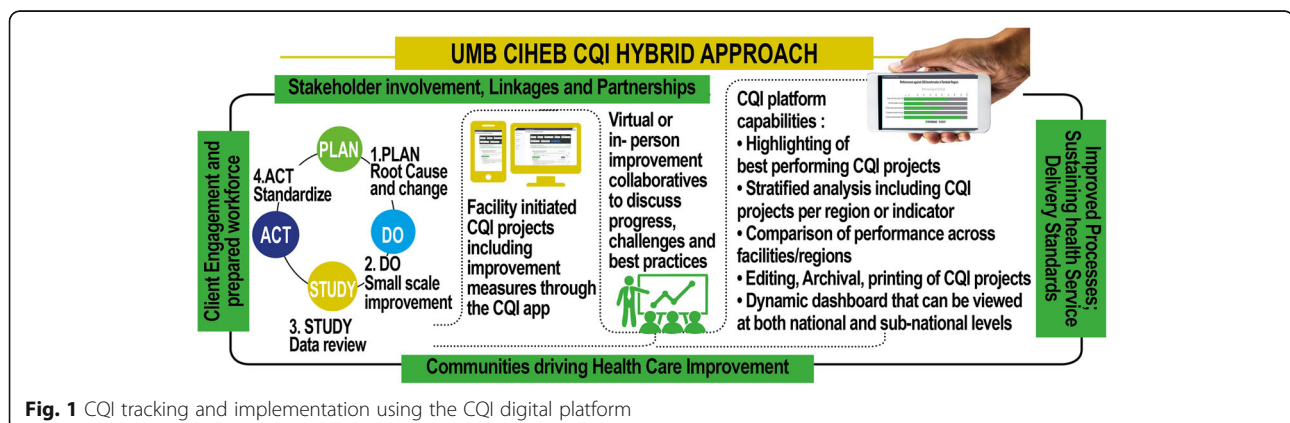 UMB CIHEB CQI HYBRID APPROACH
Stakeholder involvement, Linkages and Partnerships
Client Engagement and
prepared workforce
PLAN
1.PLAN
Root Cause
and change
DO
2. DO
Small scale
improvement
STUDY
3. STUDY
Data review
ACT
4.ACT
Standardize
Facility initiated
CQI projects
including
improvement
measures through
the CQI app
Virtual or
in- person
improvement
collaboratives
to discuss
progress,
challenges and
best practices
CQI platform
capabilities :
• Highlighting of
best performing CQI projects
• Stratified analysis including CQI
projects per region or indicator
• Comparison of performance across
facilities/regions
• Editing, Archival, printing of CQI projects
• Dynamic dashboard that can be viewed
at both national and sub-national levels
Improved Processes;
Sustaining health Service
Delivery Standards
Communities driving Health Care Improvement
Fig. 1 CQI tracking and implementation using the CQI digital platform